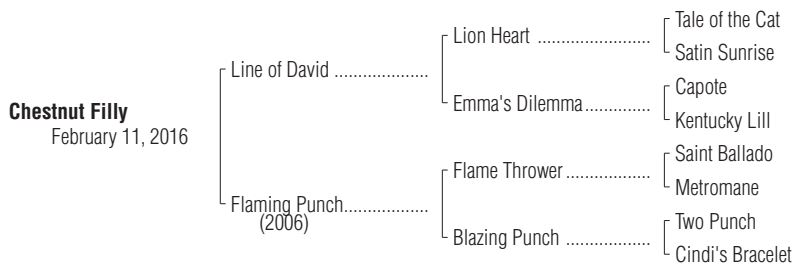 Tale of the Cat
Lion Heart ........................
Satin Sunrise
Line of David ....................
Capote
Emma's Dilemma ..............
Kentucky Lill
Chestnut Filly
February 11, 2016
Saint Ballado
Flame Thrower ..................
Metromane
Flaming Punch ..................
(2006)
Two Punch
Blazing Punch ..................
Cindi's Bracelet